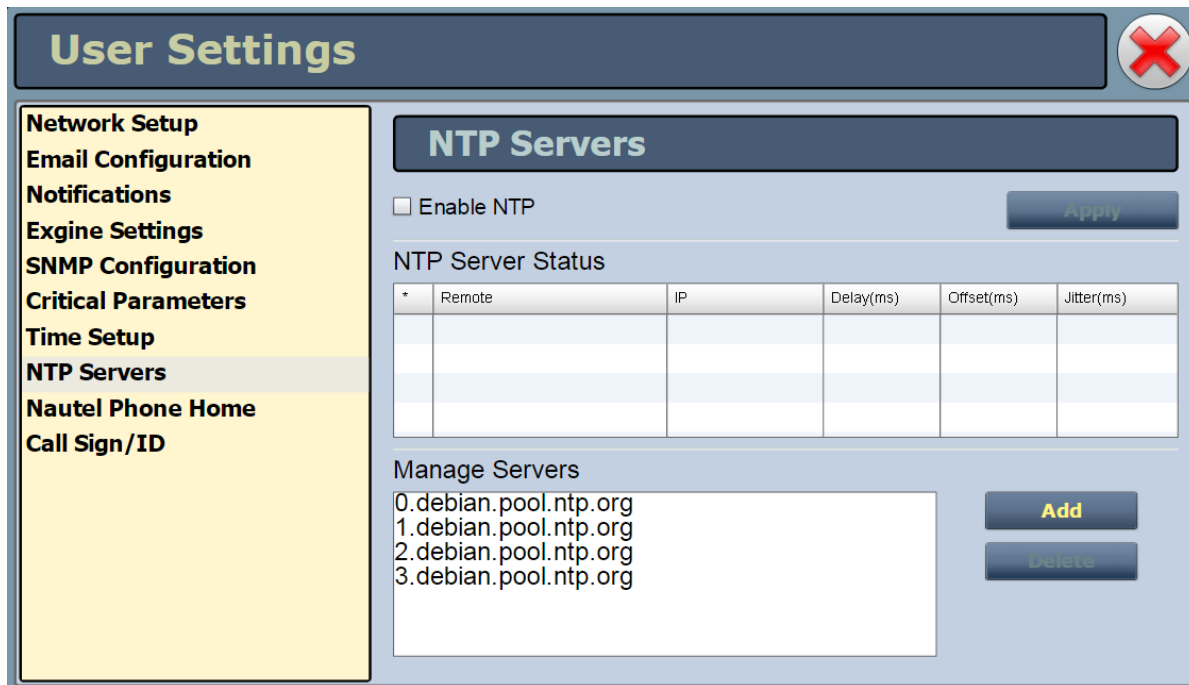 User Settings
Network Setup
Email Configuration
Notifications
Exgine Settings
SNMP Configuration
Critical Parameters
Time Setup
NTP Servers
Nautel Phone Home
Call Sign/ID
NTP Servers
Enable NTP
Apply
NTP Server Status
* Remote IP Delay(ms) Offset(ms) Jitter(ms)
Manage Servers
0.debian.pool.ntp.org
1.debian.pool.ntp.org
2.debian.pool.ntp.org
3.debian.pool.ntp.org
Add
Delete